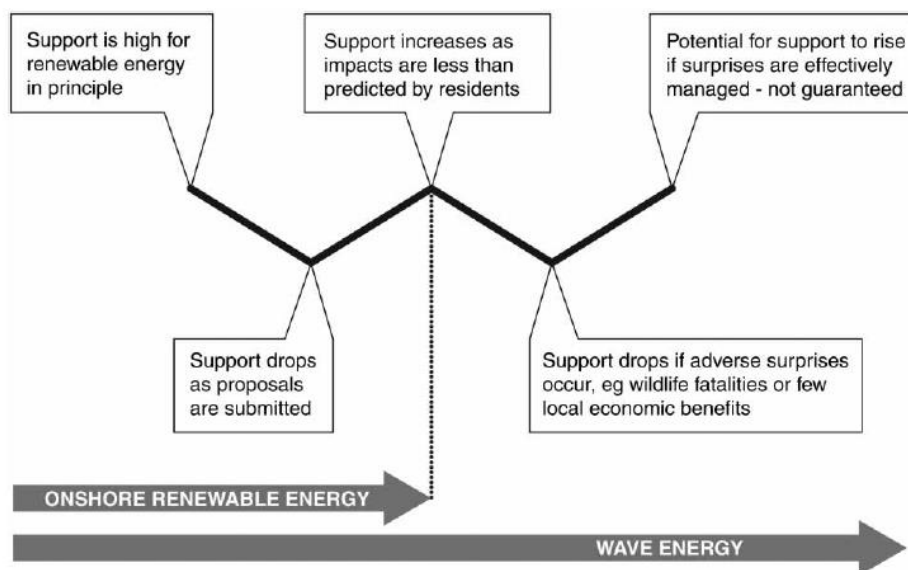 Support is high for
renewable energy
in principle
Support increases as
impacts are less than
predicted by residents
Potential for support to rise
if surprises are effectively
managed - not guaranteed
Support drops
as proposals
are submitted
Support drops if adverse surprises
occur, eg wildlife fatalities or few
local economic benefits
ONSHORE RENEWABLE ENERGY
WAVE ENERGY